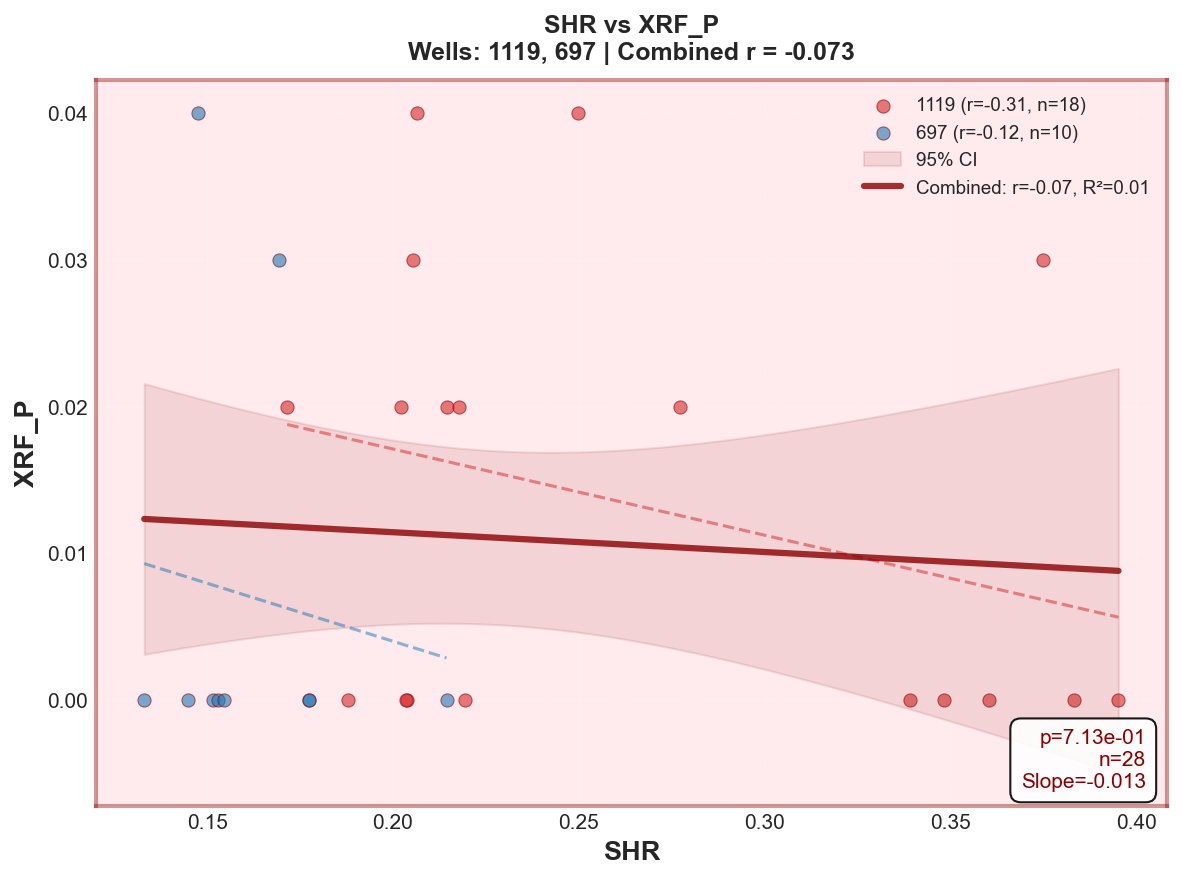 SHR vs XRF_P
Wells: 1119, 697 | Combined r = -0.073
1119 (r=-0.31, n=18)
697 (r=-0.12, n=10)
95% CI
Combined: r=-0.07, R²=0.01
XRF_P
0.04
0.03
0.02
0.01
0.00
p=7.13e-01
n=28
Slope=-0.013
0.15
0.20
0.25
0.30
0.35
0.40
SHR